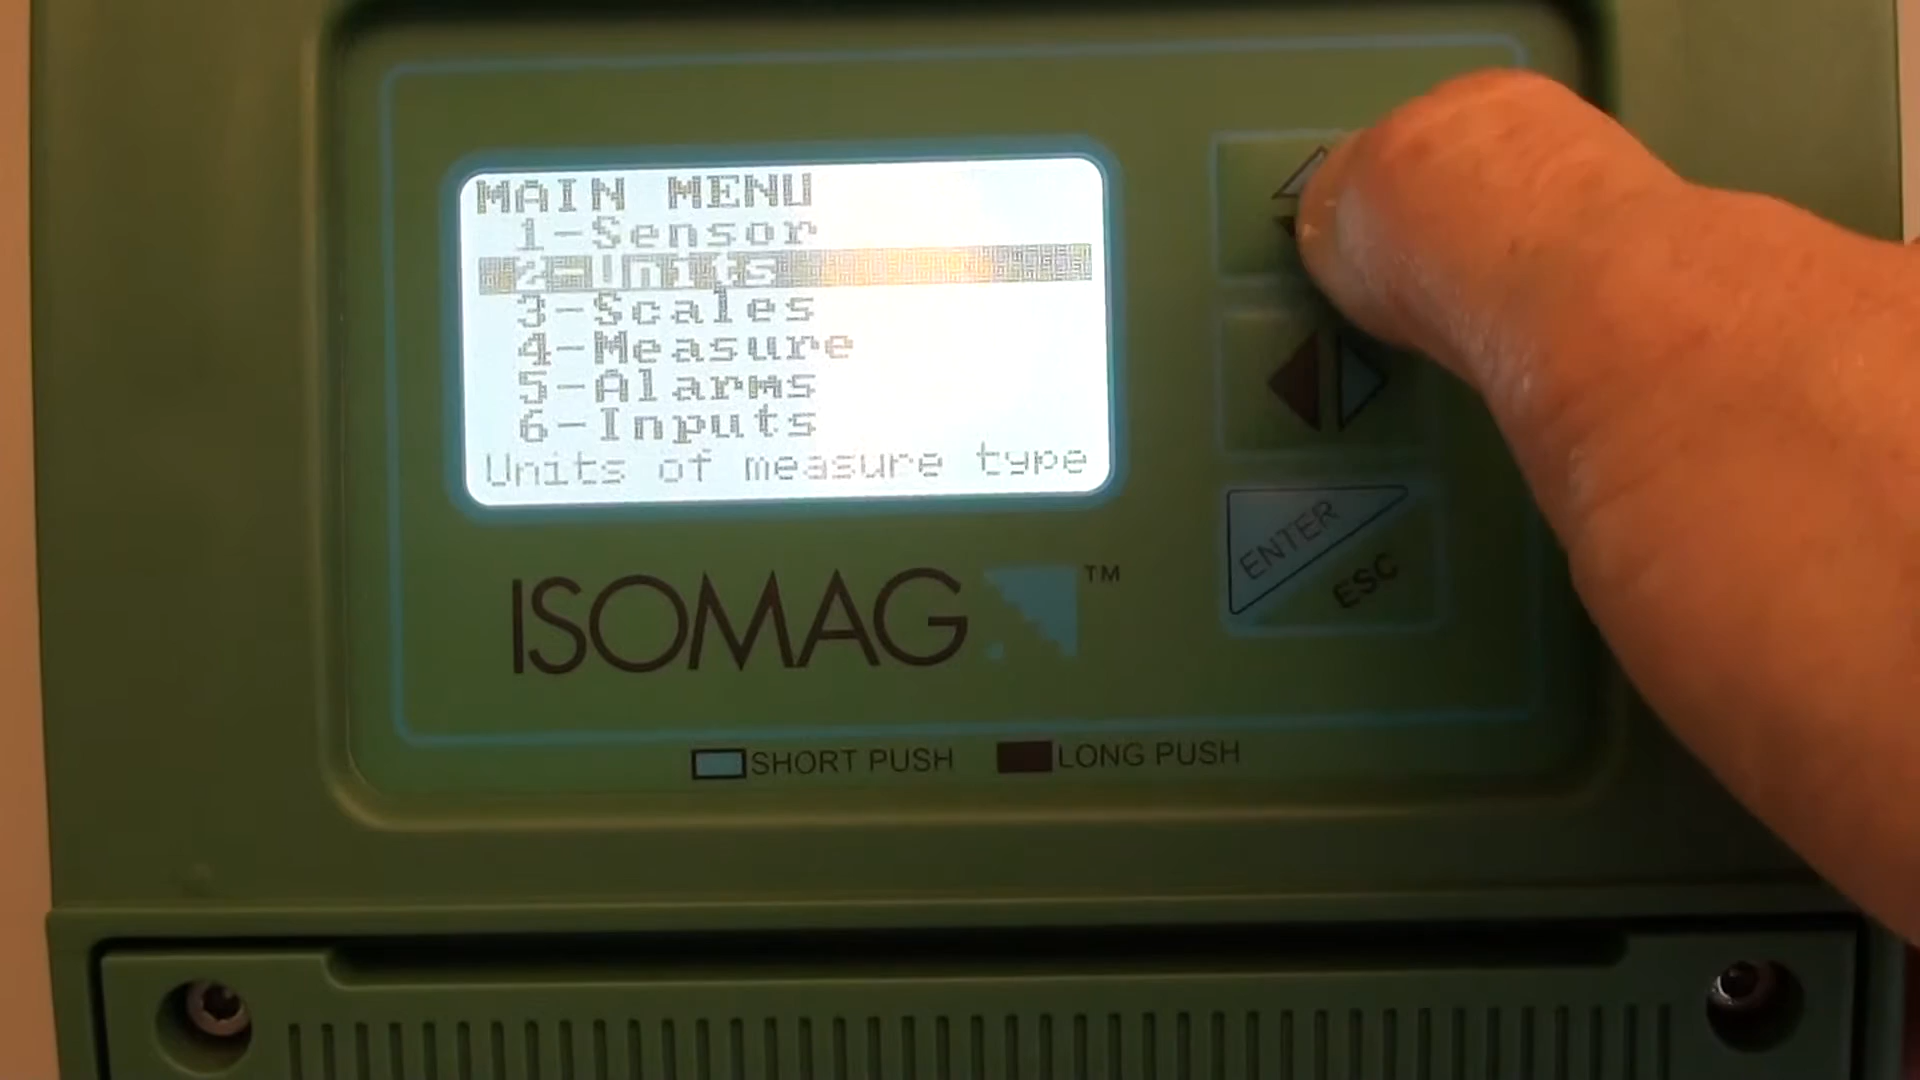 MAIN MENU
1-Sensor
2-Units
3-Scales
4-Measure
5-Alarms
6-Inputs
Units of measure type
ENTER
ESC
ISOMAG ™
SHORT PUSH LONG PUSH